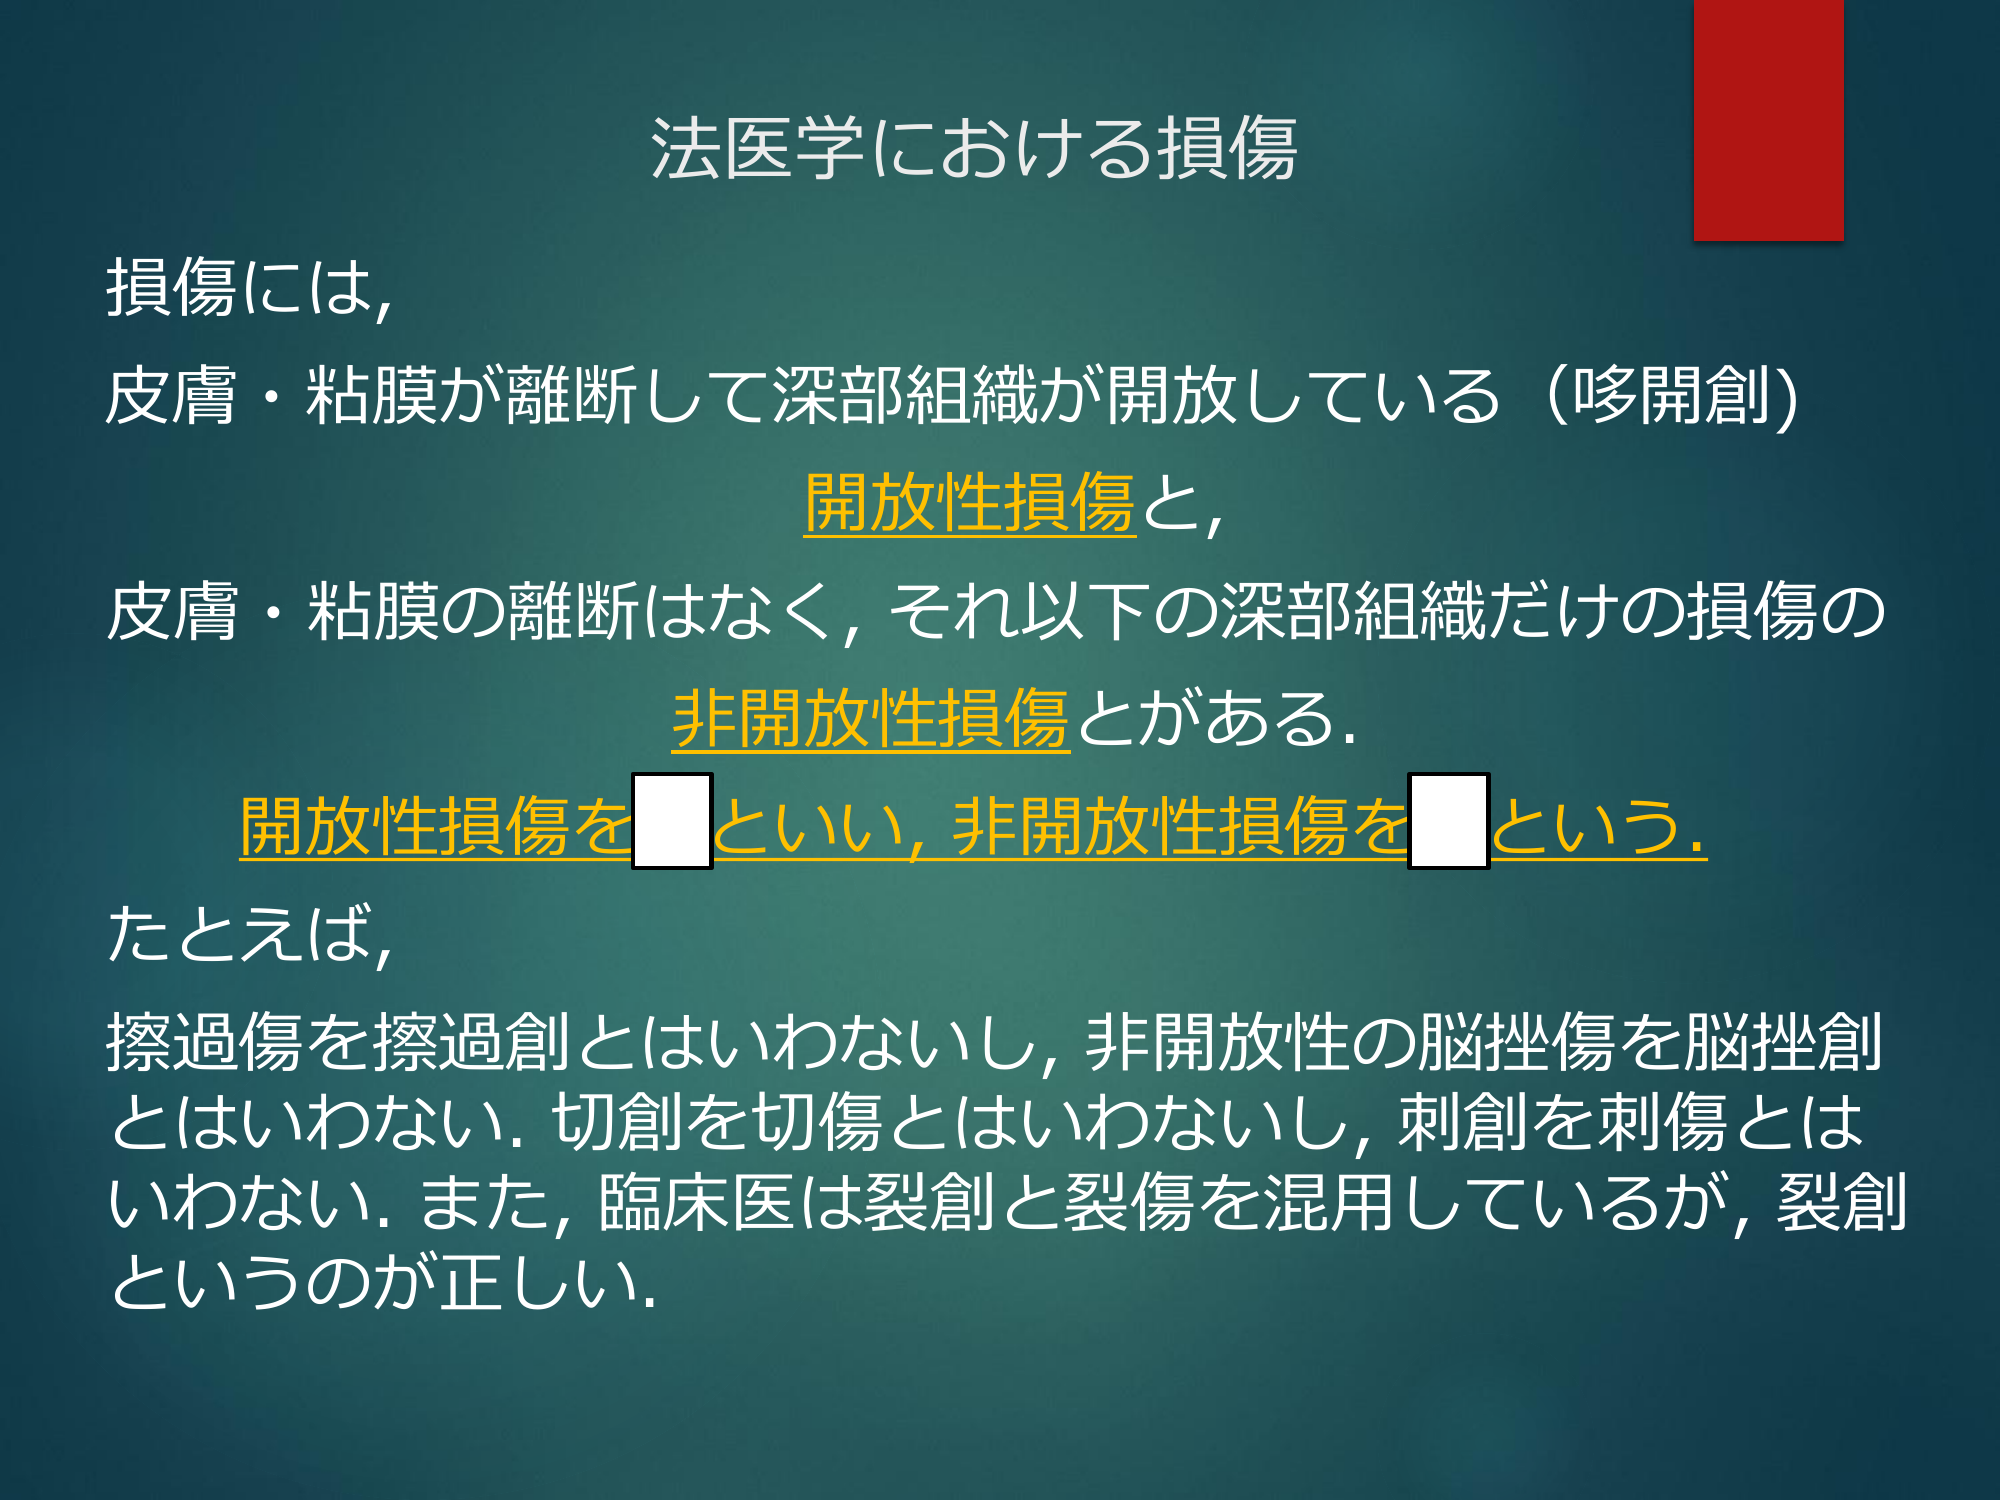 法医学における損傷
損傷には,
皮膚・粘膜が離断して深部組織が開放している（哆開創)
開放性損傷と,
皮膚・粘膜の離断はなく, それ以下の深部組織だけの損傷の
非開放性損傷とがある.
開放性損傷を といい, 非開放性損傷を という.
たとえば,
擦過傷を擦過創とはいわないし, 非開放性の脳挫傷を脳挫創
とはいわない. 切創を切傷とはいわないし, 刺創を刺傷とは
いわない. また, 臨床医は裂創と裂傷を混用しているが, 裂創
というのが正しい.